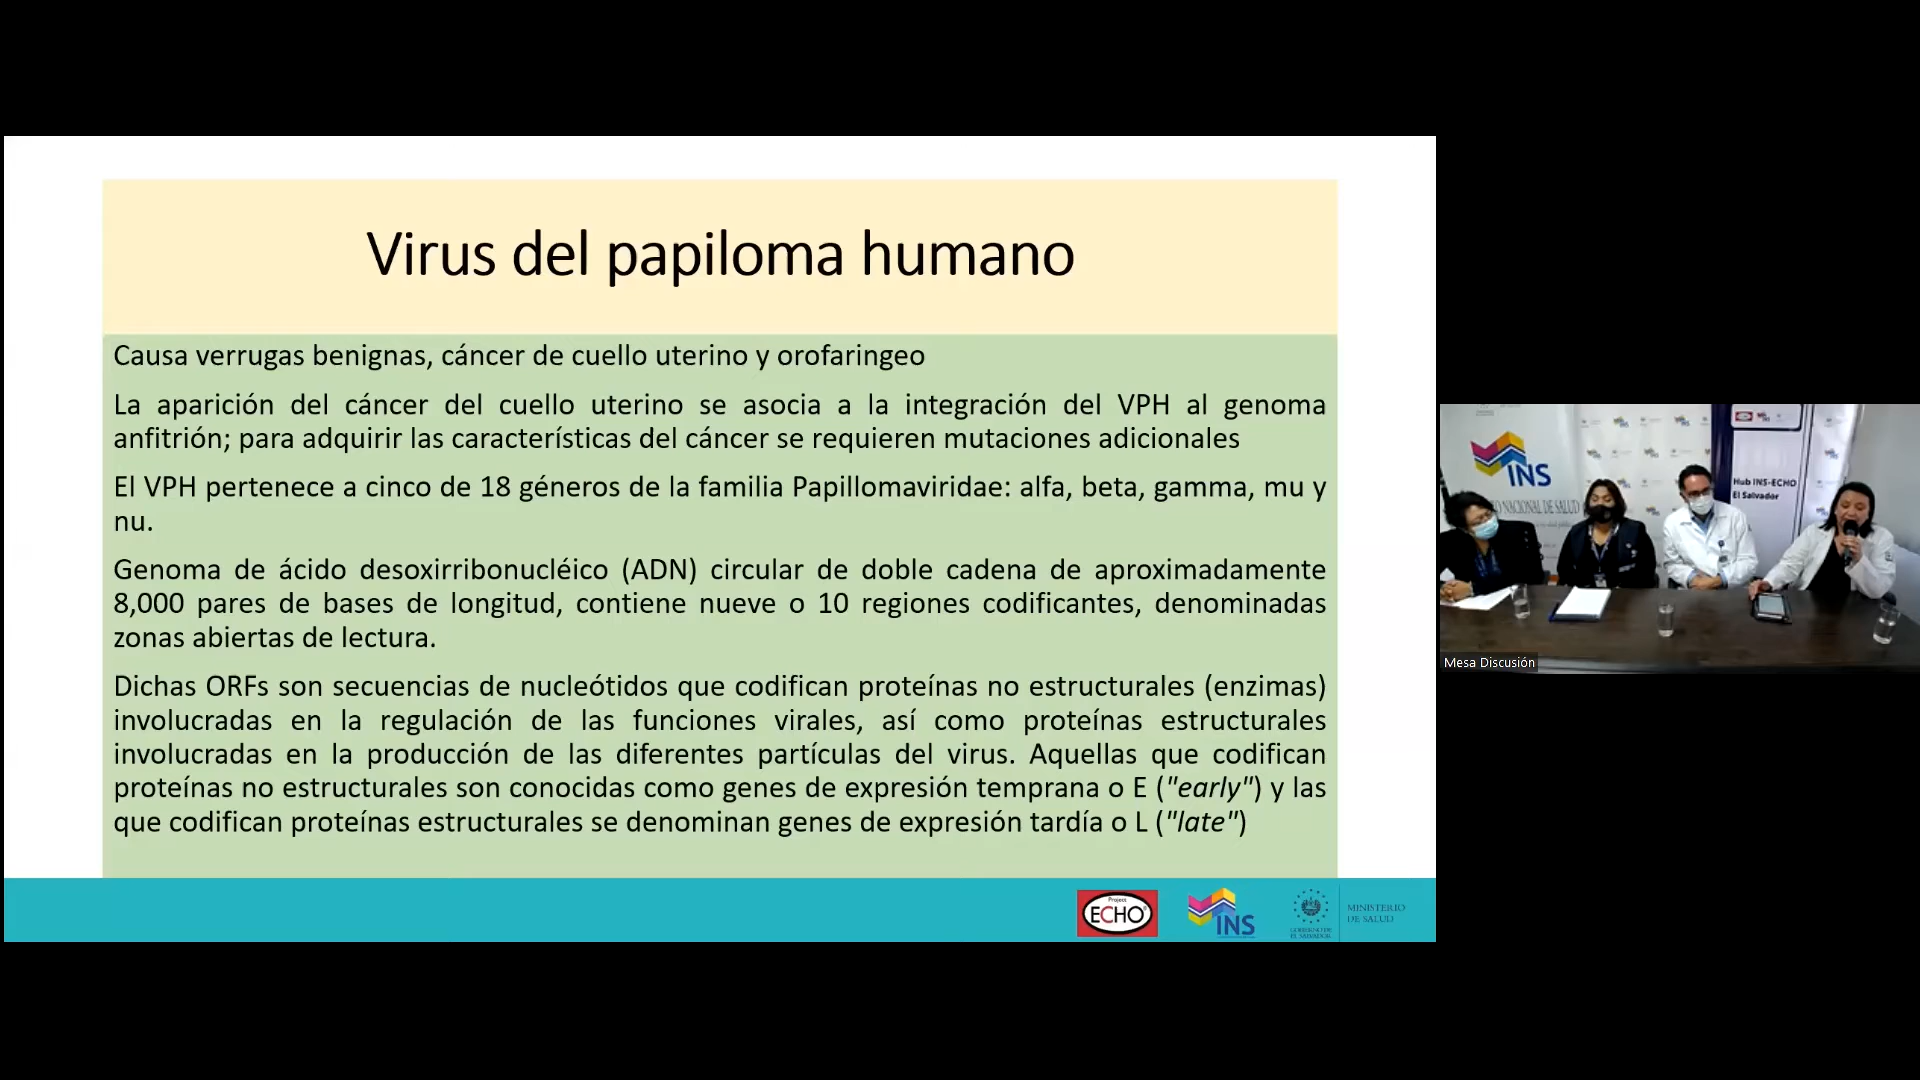 Virus del papiloma humano
Causa verrugas benignas, cáncer de cuello uterino y orofaringeo
La aparición del cáncer del cuello uterino se asocia a la integración del VPH al genoma
anfitrión; para adquirir las características del cáncer se requieren mutaciones adicionales
El VPH pertenece a cinco de 18 géneros de la familia Papillomaviridae: alfa, beta, gamma, mu y
nu.
Genoma de ácido desoxirribonucléico (ADN) circular de doble cadena de aproximadamente
8,000 pares de bases de longitud, contiene nueve o 10 regiones codificantes, denominadas
zonas abiertas de lectura.
Dichas ORFs son secuencias de nucleótidos que codifican proteínas no estructurales (enzimas)
involucradas en la regulación de las funciones virales, así como proteínas estructurales
involucradas en la producción de las diferentes partículas del virus. Aquellas que codifican
proteínas no estructurales son conocidas como genes de expresión temprana o E ("early") y las
que codifican proteínas estructurales se denominan genes de expresión tardía o L ("late")
Project
ECHO
INS
GOBIERNO DE
EL SALVADOR
MINISTERIO
DE SALUD
INS
NACIONAL DE SALUD
Hub INS-ECHO
El Salvador
Mesa Discusión